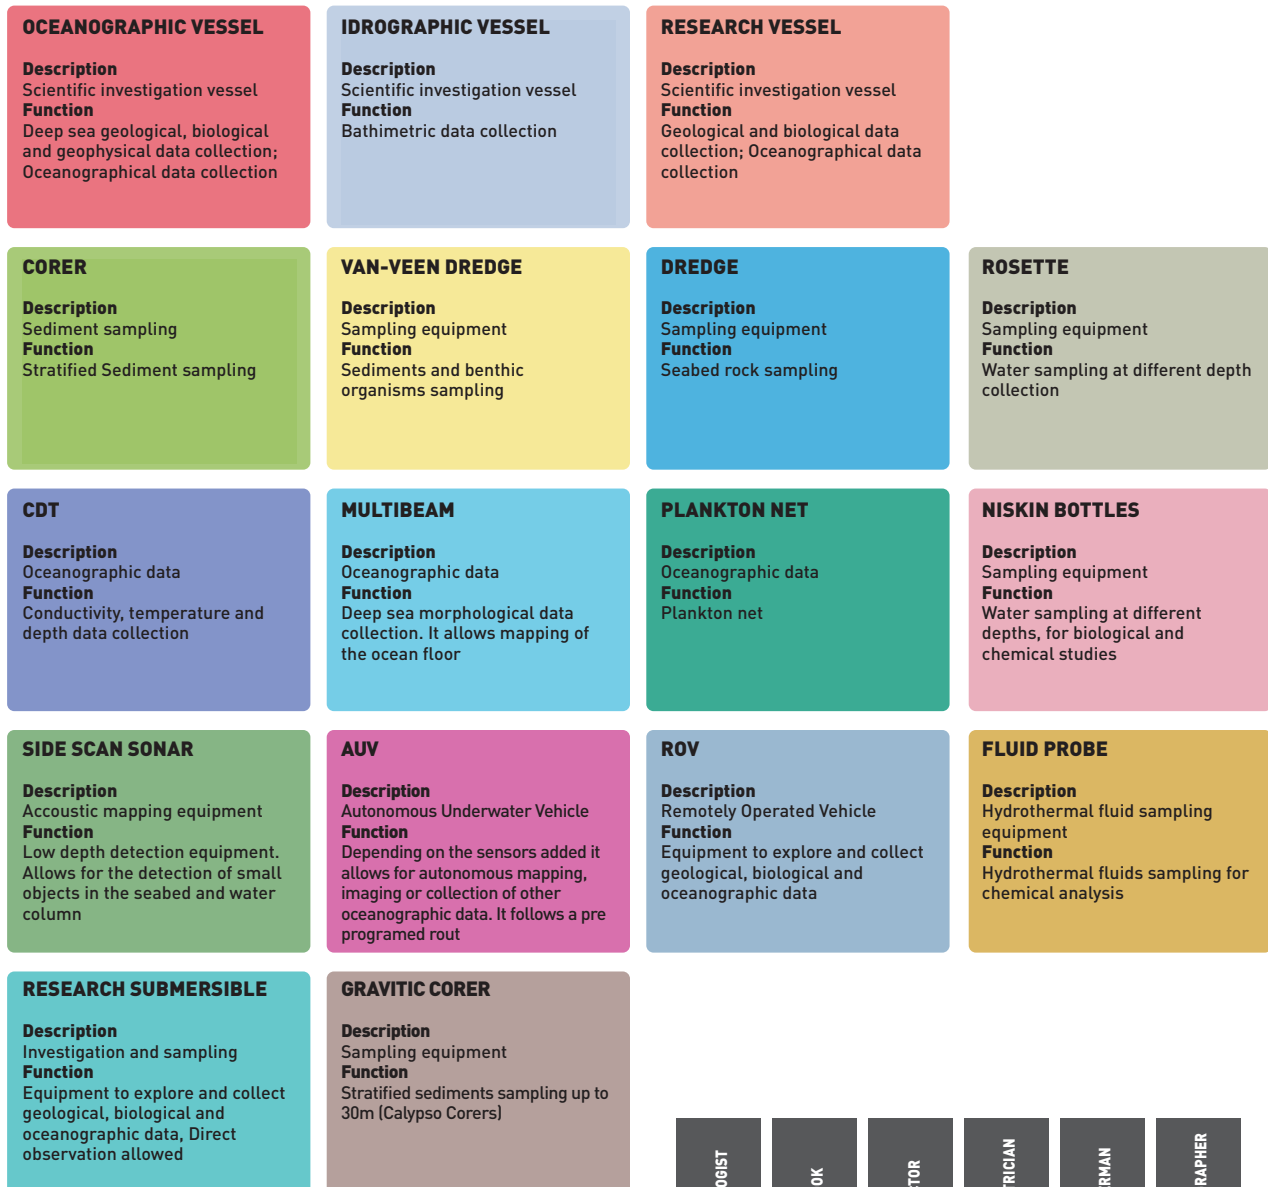 OCEANOGRAPHIC VESSEL
Description
Scientific investigation vessel
Function
Deep sea geological, biological
and geophysical data collection;
Oceanographical data collection
IDROGRAPHIC VESSEL
Description
Scientific investigation vessel
Function
Bathimetric data collection
RESEARCH VESSEL
Description
Scientific investigation vessel
Function
Geological and biological data
collection; Oceanographical data
collection
CORER
Description
Sediment sampling
Function
Stratified Sediment sampling
VAN-VEEN DREDGE
Description
Sampling equipment
Function
Sediments and benthic
organisms sampling
DREDGE
Description
Sampling equipment
Function
Seabed rock sampling
ROSETTE
Description
Sampling equipment
Function
Water sampling at different depth
collection
CDT
Description
Oceanographic data
Function
Conductivity, temperature and
depth data collection
MULTIBEAM
Description
Oceanographic data
Function
Deep sea morphological data
collection. It allows mapping of
the ocean floor
PLANKTON NET
Description
Oceanographic data
Function
Plankton net
NISKIN BOTTLES
Description
Sampling equipment
Function
Water sampling at different
depths, for biological and
chemical studies
SIDE SCAN SONAR
Description
Accoustic mapping equipment
Function
Low depth detection equipment.
Allows for the detection of small
objects in the seabed and water
column
AUV
Description
Autonomous Underwater Vehicle
Function
Depending on the sensors added it
allows for autonomous mapping,
imaging or collection of other
oceanographic data. It follows a pre
programed rout
ROV
Description
Remotely Operated Vehicle
Function
Equipment to explore and collect
geological, biological and
oceanographic data
FLUID PROBE
Description
Hydrothermal fluid sampling
equipment
Function
Hydrothermal fluids sampling for
chemical analysis
RESEARCH SUBMERSIBLE
Description
Investigation and sampling
Function
Equipment to explore and collect
geological, biological and
oceanographic data, Direct
observation allowed
GRAVITIC CORER
Description
Sampling equipment
Function
Stratified sediments sampling up to
30m (Calypso Corers)